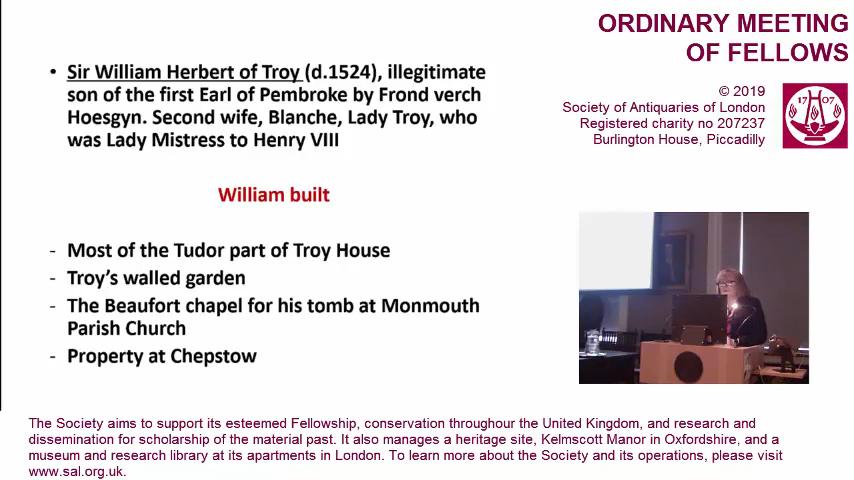 • Sir William Herbert of Troy (d.1524), illegitimate
son of the first Earl of Pembroke by Frond verch
Hoesgyn. Second wife, Blanche, Lady Troy, who
was Lady Mistress to Henry VIII
William built
- Most of the Tudor part of Troy House
- Troy's walled garden
- The Beaufort chapel for his tomb at Monmouth
Parish Church
- Property at Chepstow
ORDINARY MEETING
OF FELLOWS
© 2019
Society of Antiquaries of London
Registered charity no 207237
Burlington House, Piccadilly
17 07
The Society aims to support its esteemed Fellowship, conservation throughour the United Kingdom, and research and
dissemination for scholarship of the material past. It also manages a heritage site, Kelmscott Manor in Oxfordshire, and a
museum and research library at its apartments in London. To learn more about the Society and its operations, please visit
www.sal.org.uk.